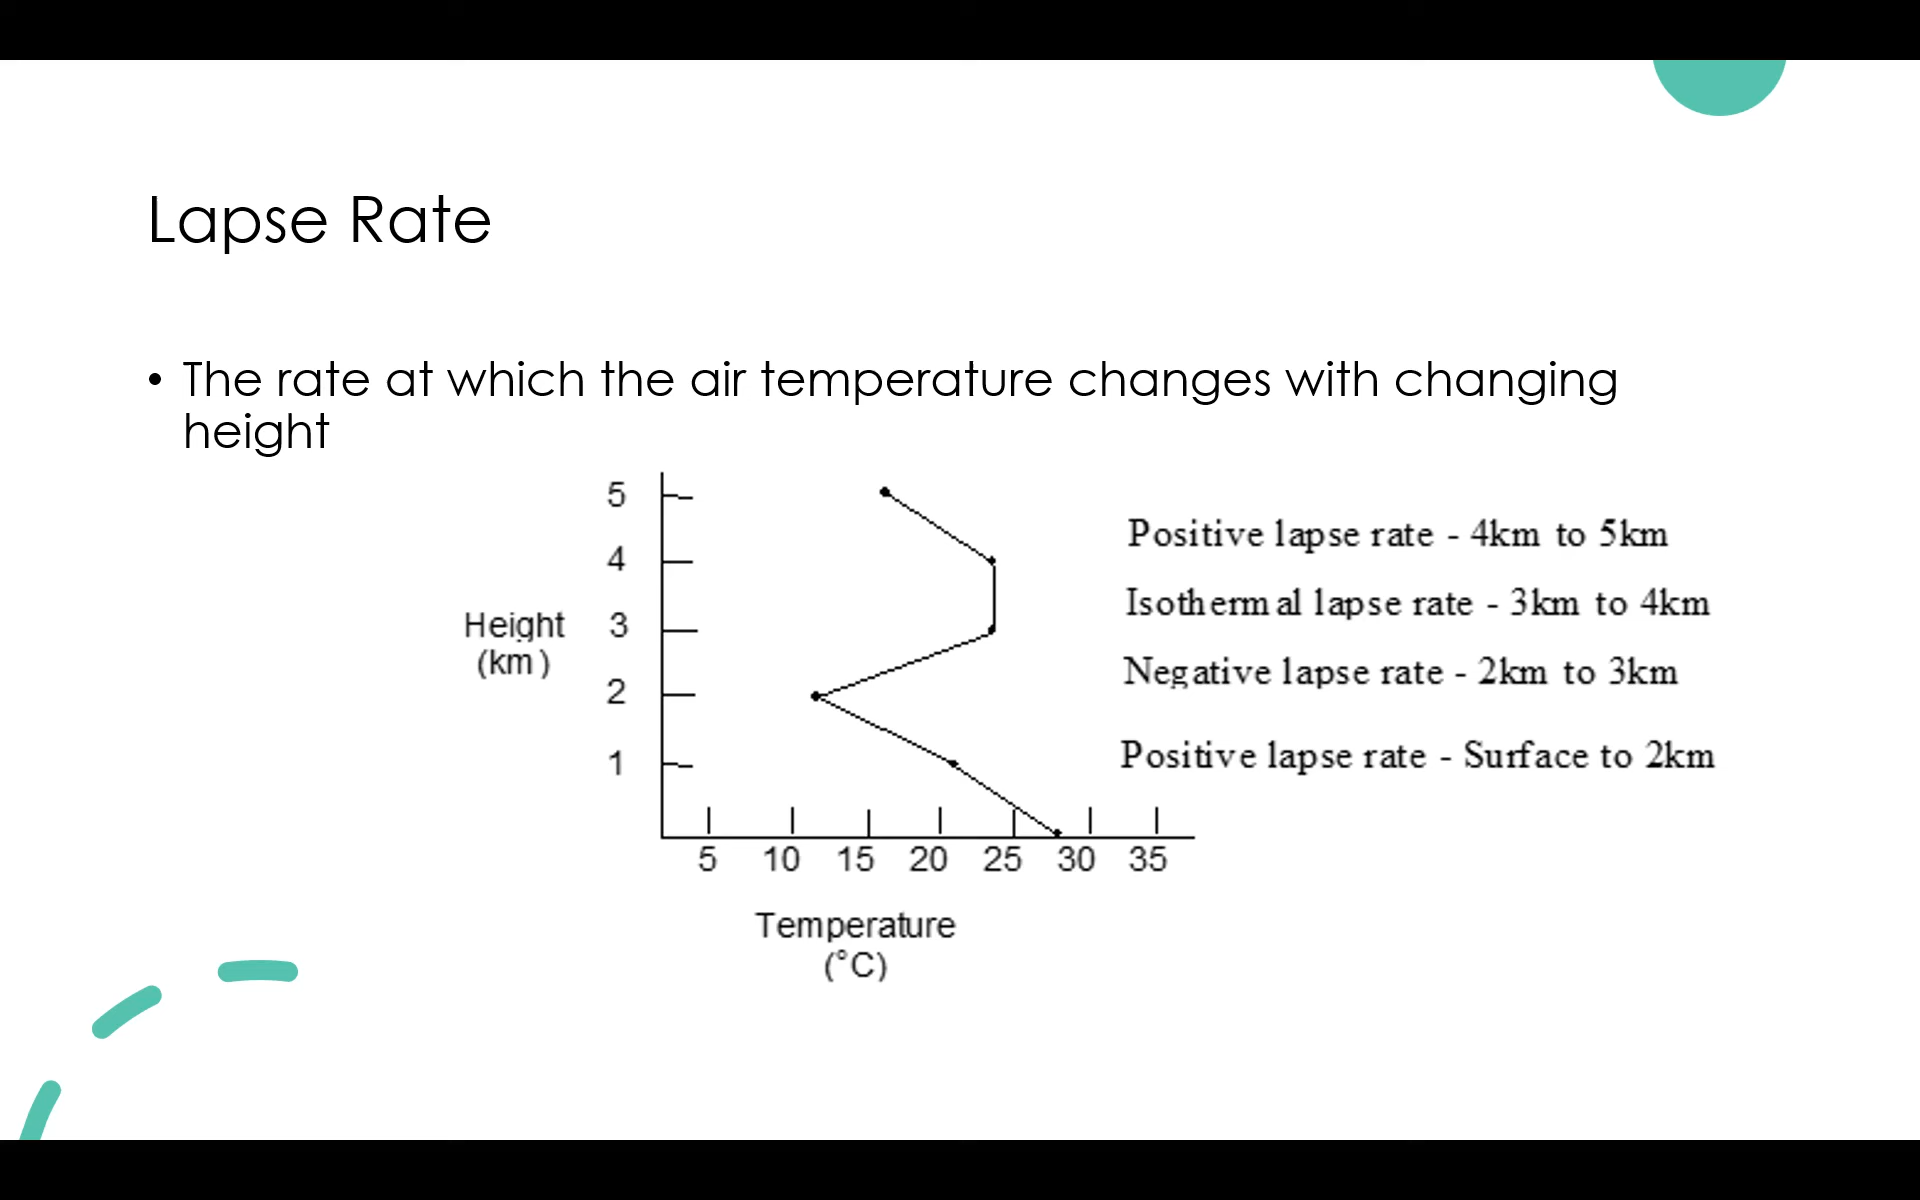 Lapse Rate
• The rate at which the air temperature changes with changing
height
5
4
Height
(km)
3
2
1
5 10 15 20 25 30 35
Temperature
(°C)
Positive lapse rate - 4km to 5km
Isothermal lapse rate - 3km to 4km
Negative lapse rate - 2km to 3km
Positive lapse rate - Surface to 2km